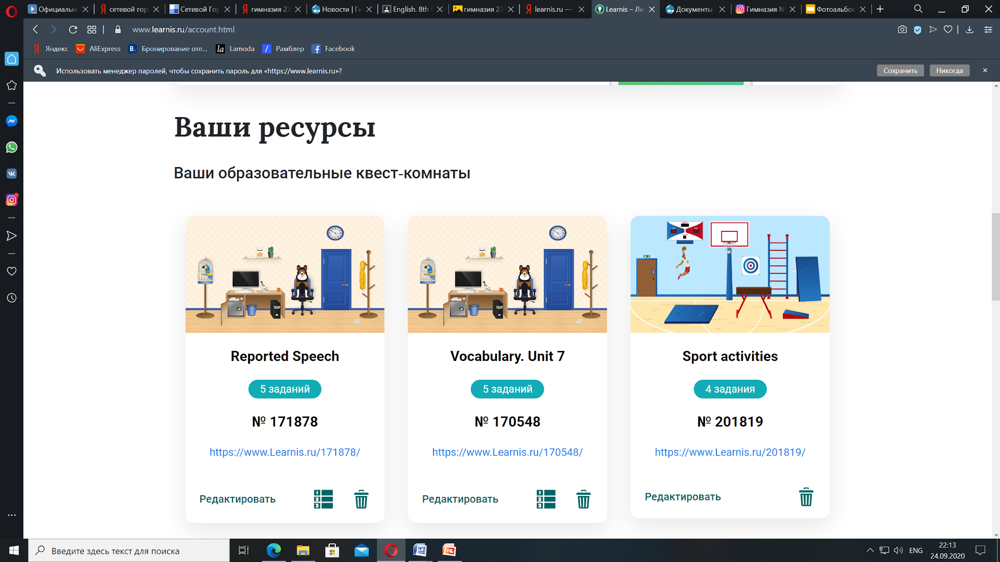 Официальна
сетевой гор
Сетевой Гор
гимназия 23
Новости | Ги
English. 8th
гимназия 23
learnis.ru —
Learnis – Ли
Документы
Гимназия №
Фотоальбом
www.learnis.ru/account.html
Яндекс
AliExpress
Бронирование оте...
Lamoda
Рамблер
Facebook
Использовать менеджер паролей, чтобы сохранить пароль для «https://www.learnis.ru»?
Сохранить
Никогда
Ваши ресурсы
Ваши образовательные квест-комнаты
Reported Speech
5 заданий
№ 171878
https://www.Learnis.ru/171878/
Редактировать
Vocabulary. Unit 7
5 заданий
№ 170548
https://www.Learnis.ru/170548/
Редактировать
Sport activities
4 задания
№ 201819
https://www.Learnis.ru/201819/
Редактировать
Введите здесь текст для поиска
ENG
22:13
24.09.2020